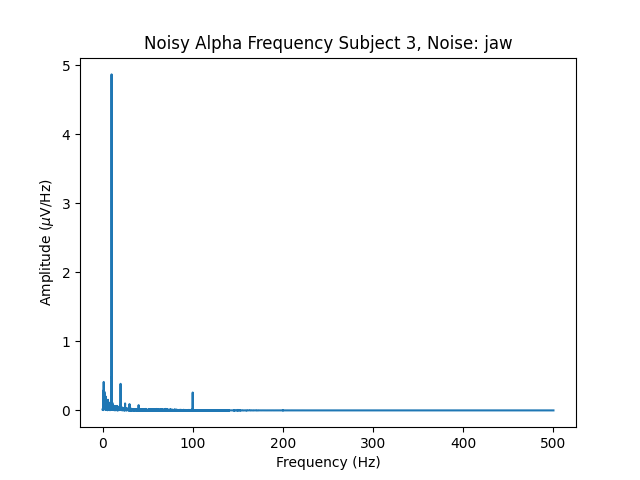 Noisy Alpha Frequency Subject 3, Noise: jaw
5
4
3
2
1
0
Amplitude (μV/Hz)
0 100 200 300 400 500
Frequency (Hz)